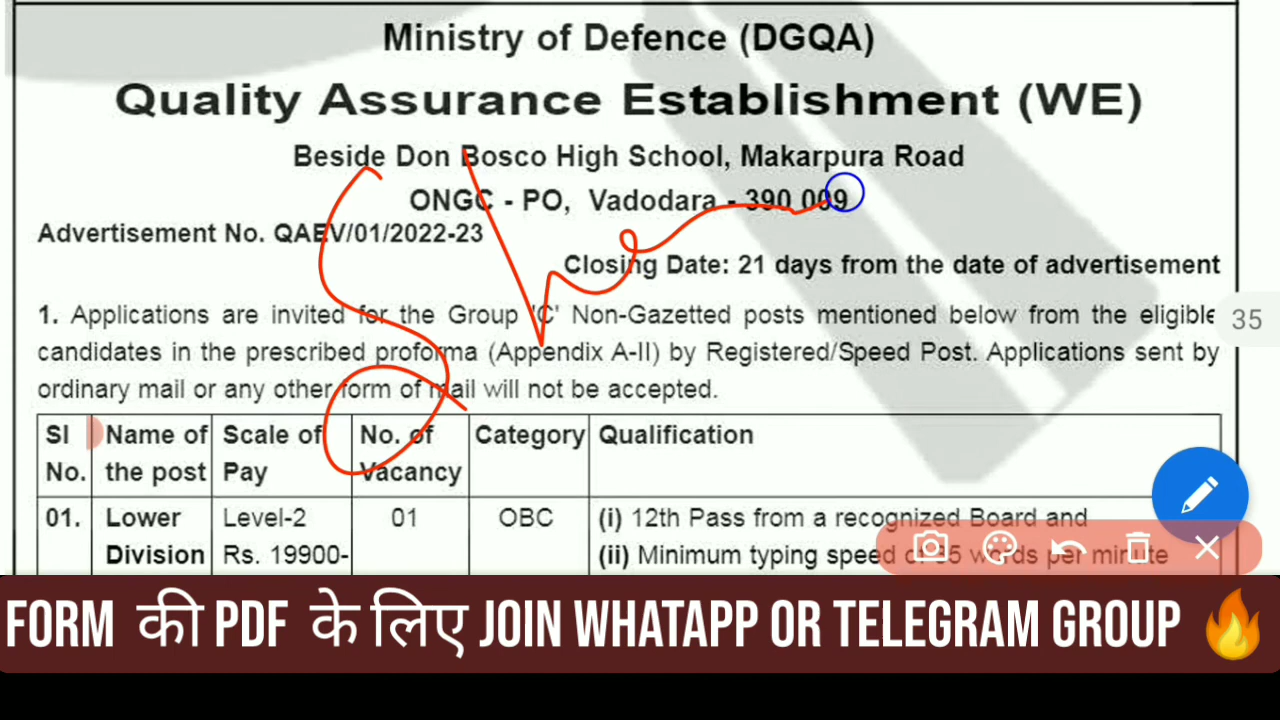 Ministry of Defence (DGQA)
Quality Assurance Establishment (WE)
Beside Don Bosco High School, Makarpura Road
ONGC - PO, Vadodara - 390 009
Advertisement No. QAEV/01/2022-23
Closing Date: 21 days from the date of advertisement
1. Applications are invited for the Group 'C' Non-Gazetted posts mentioned below from the eligible
candidates in the prescribed proforma (Appendix A-II) by Registered/Speed Post. Applications sent by
ordinary mail or any other form of mail will not be accepted.
35
Sl No. Name of the post Scale of Pay No. of Vacancy Category Qualification
01. Lower Level-2 01 OBC (i) 12th Pass from a recognized Board and
Division Rs. 19900- (ii) Minimum typing speed of 35 words per minute
FORM की PDF के लिए JOIN WHATAPP OR TELEGRAM GROUP 🔥